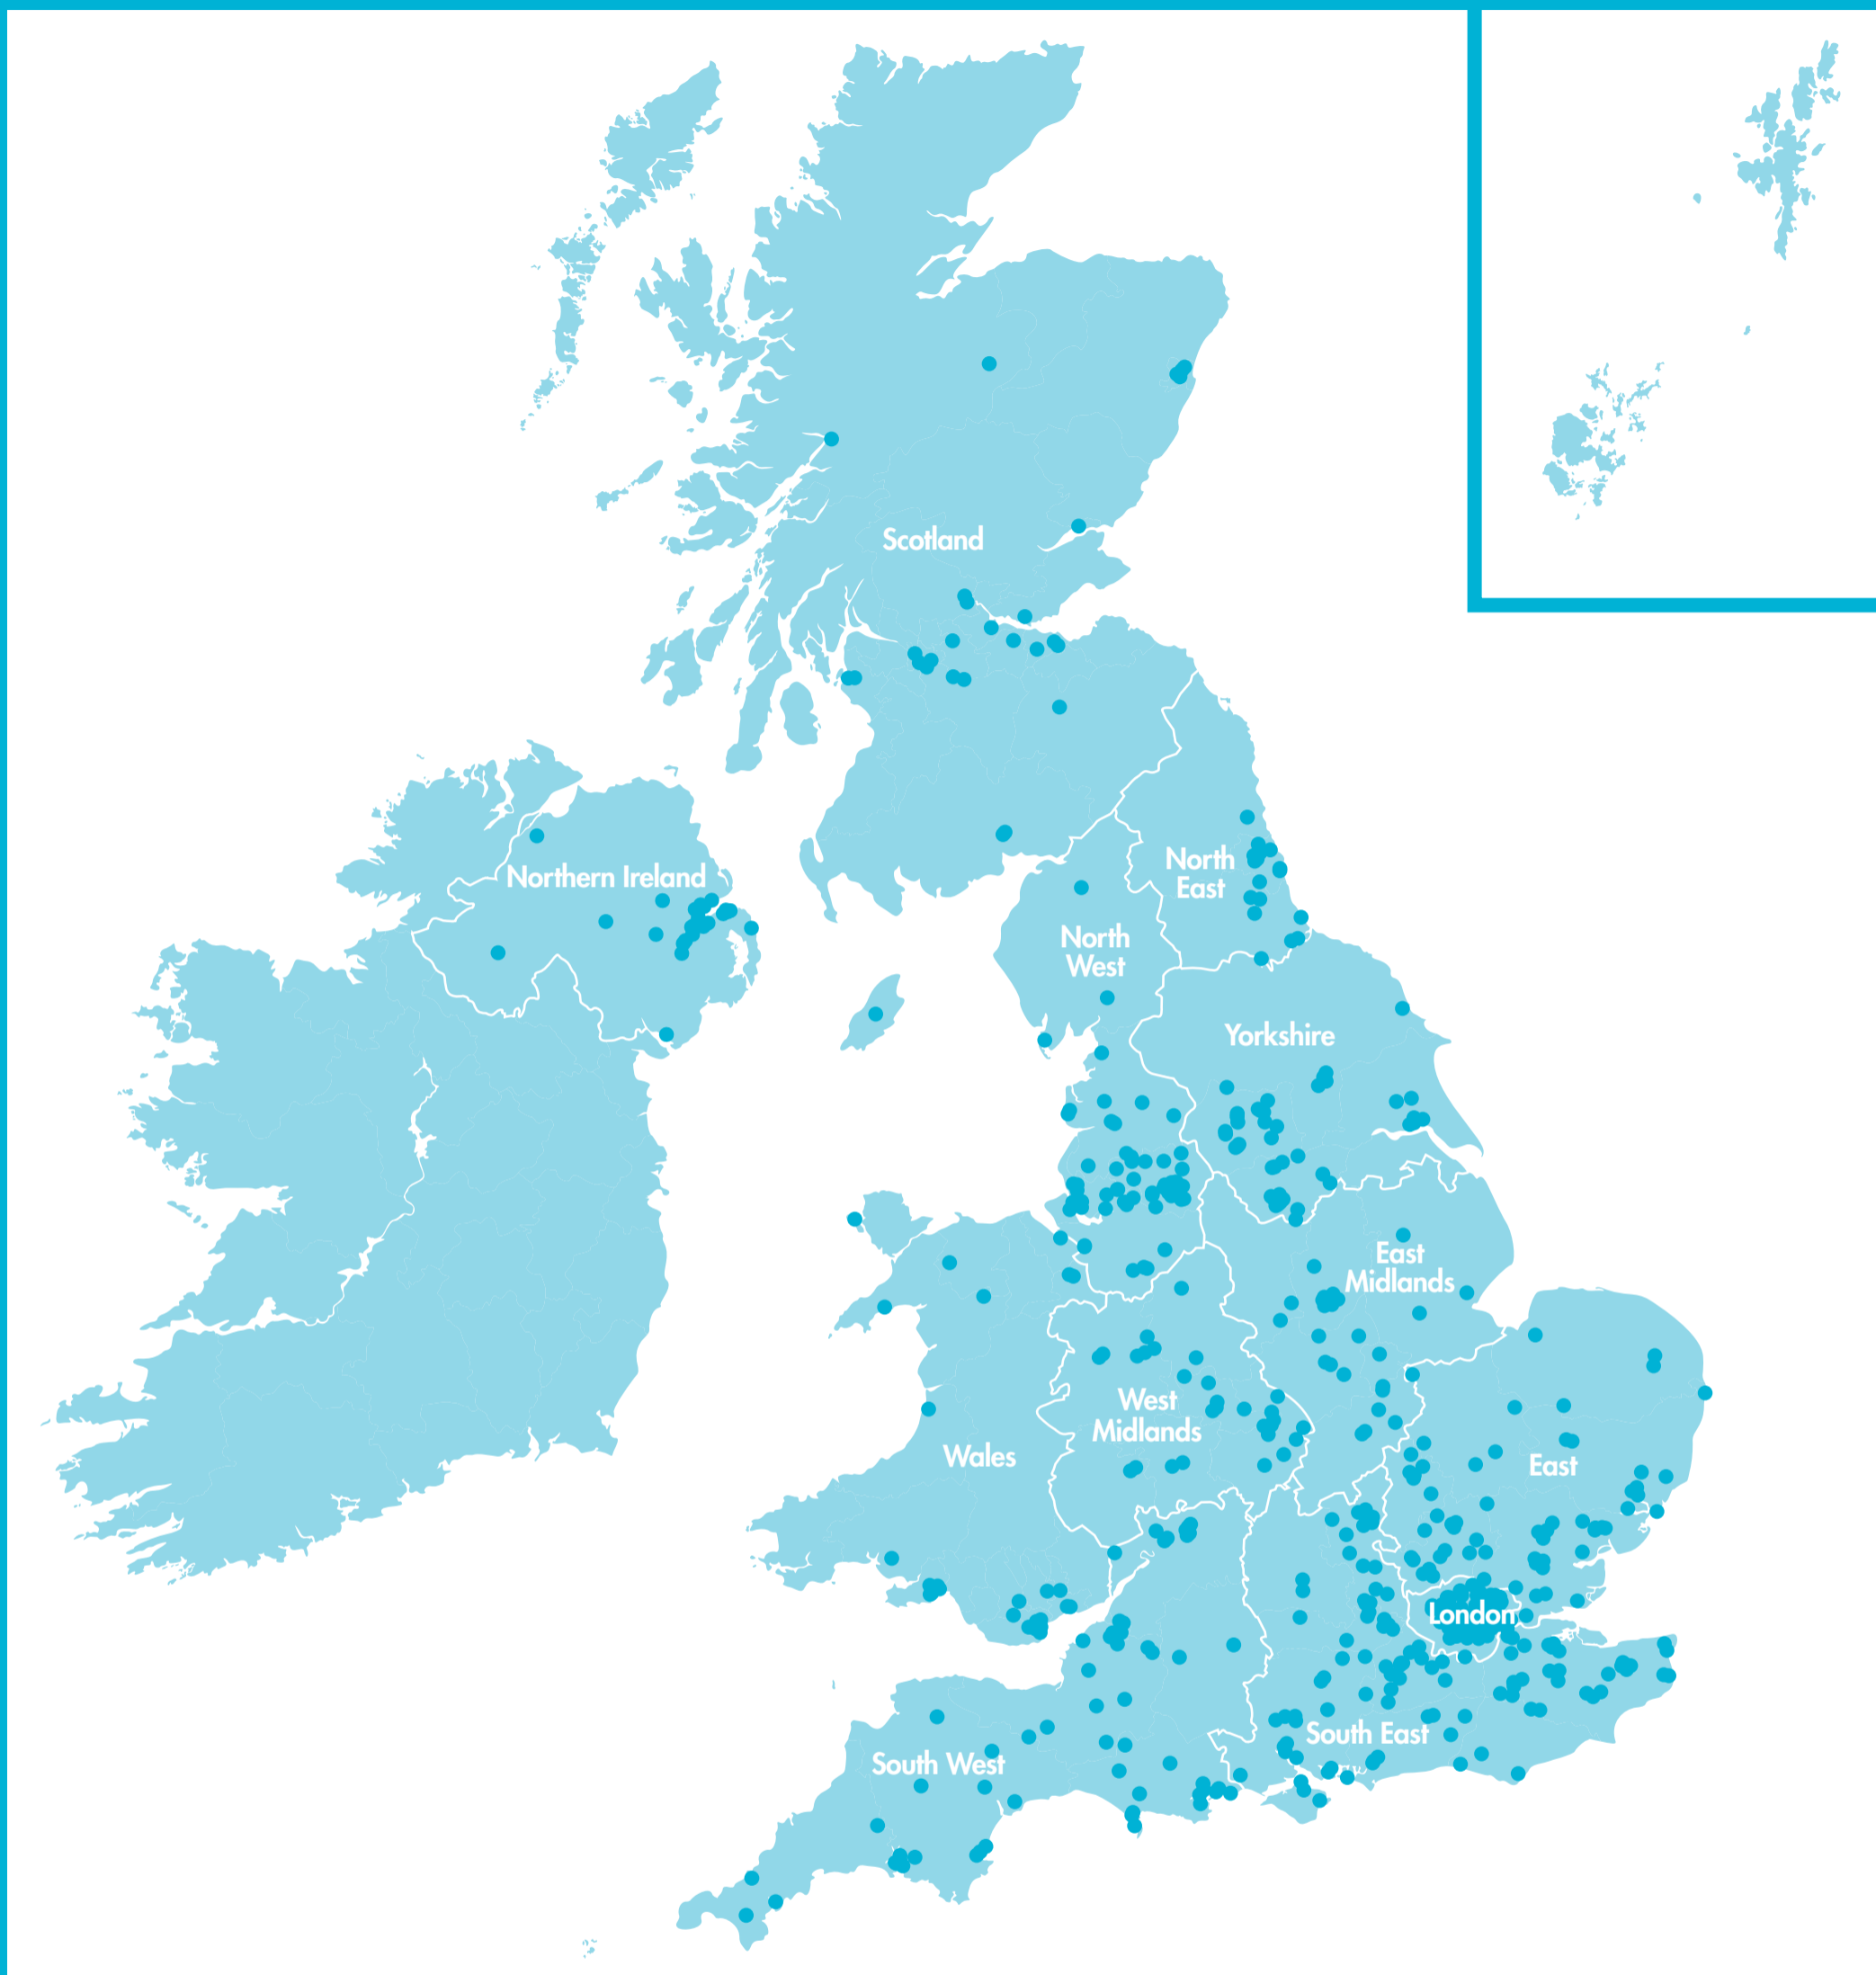 Scotland
Northern Ireland
North
East
North
West
Yorkshire
East
Midlands
West
Midlands
Wales
East
London
South East
South West